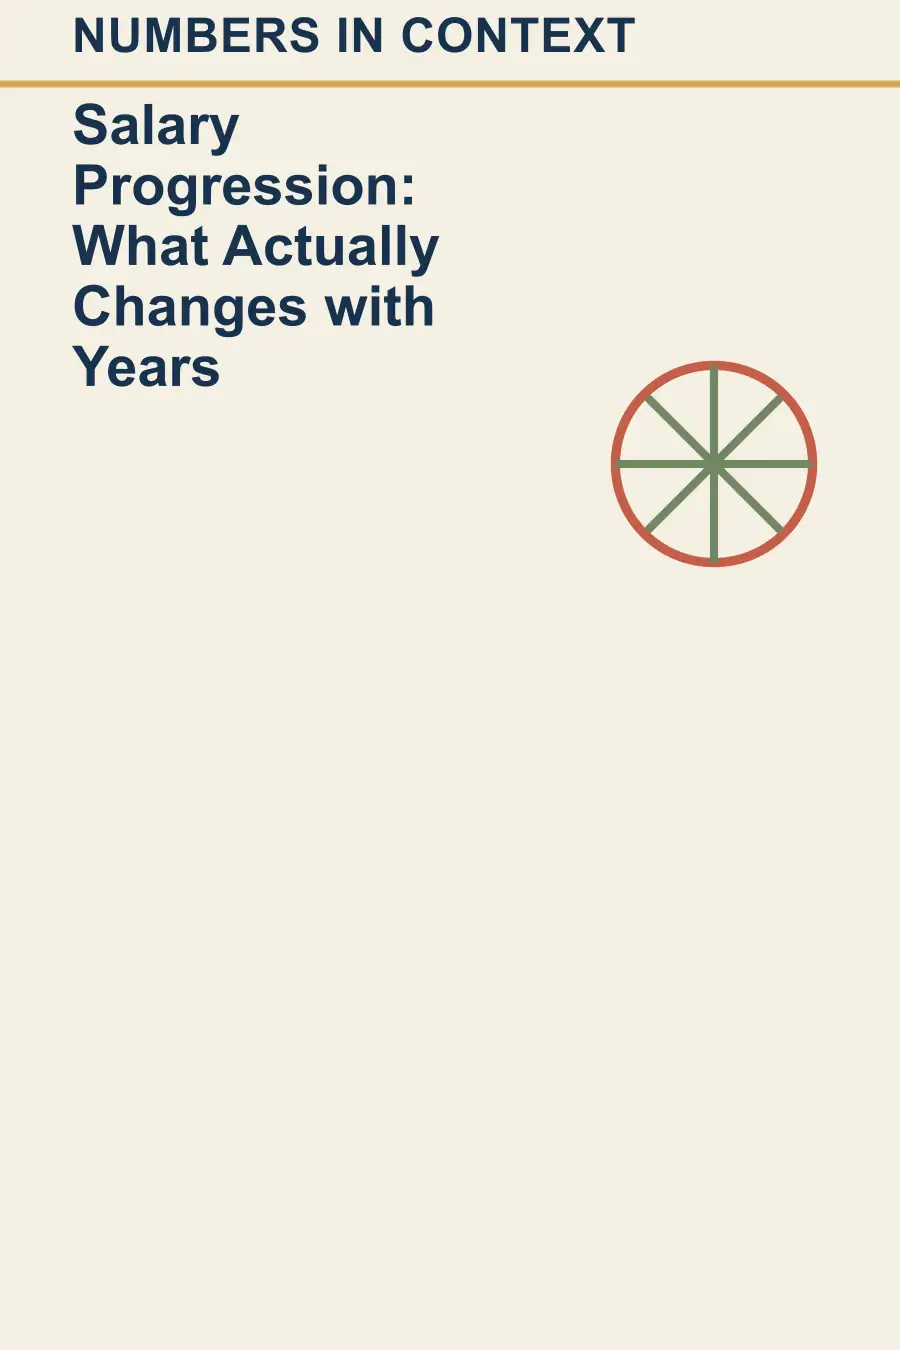 NUMBERS IN CONTEXT
Salary
Progression:
What Actually
Changes with
Years